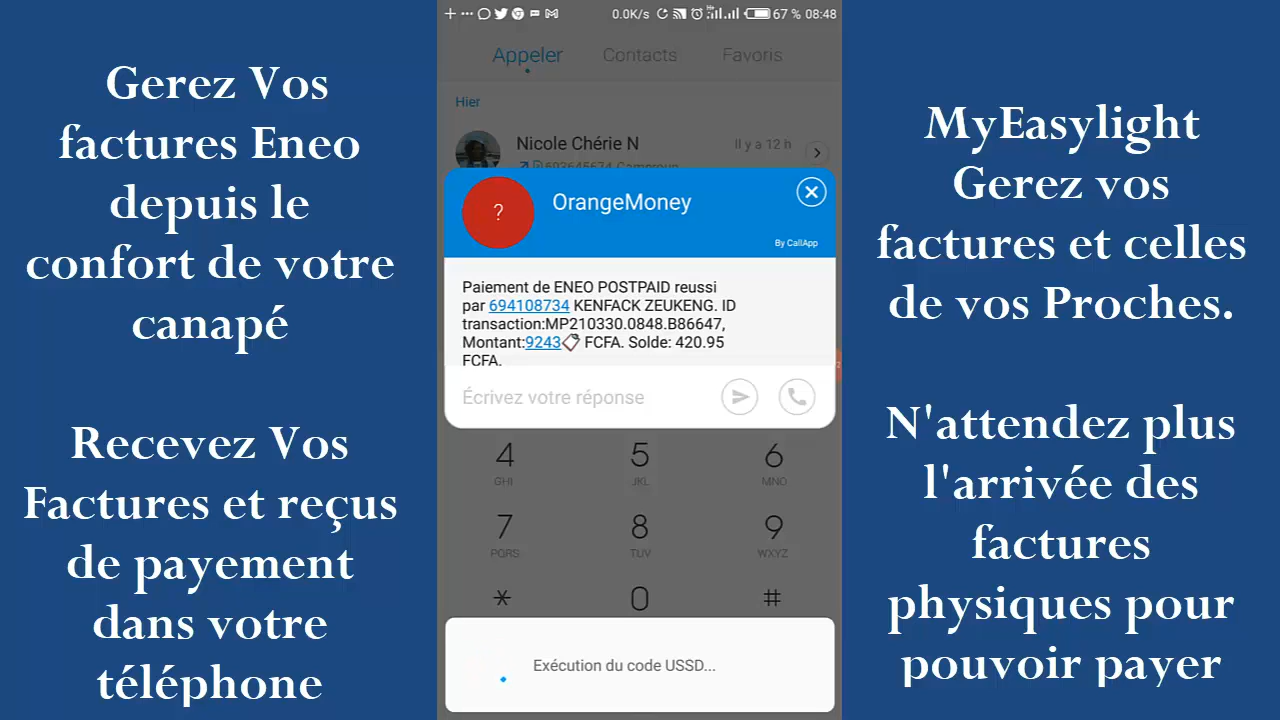 Gerez Vos
factures Eneo
depuis le
confort de votre
canapé
Recevez Vos
Factures et reçus
de payement
dans votre
téléphone
0.0K/s 67 % 08:48
Appeler Contacts Favoris
Hier
Nicole Chérie N Il y a 12 h
?
OrangeMoney
By CallApp
Paiement de ENEO POSTPAID reussi
par 694108734 KENFACK ZEUKENG. ID
transaction:MP210330.0848.B86647,
Montant:9243 FCFA. Solde: 420.95
FCFA.
Écrivez votre réponse
4 5 6
GHI JKL MNO
7 8 9
PQRS TUV WXYZ
* 0 #
Exécution du code USSD...
MyEasylight
Gerez vos
factures et celles
de vos Proches.
N'attendez plus
l'arrivée des
factures
physiques pour
pouvoir payer